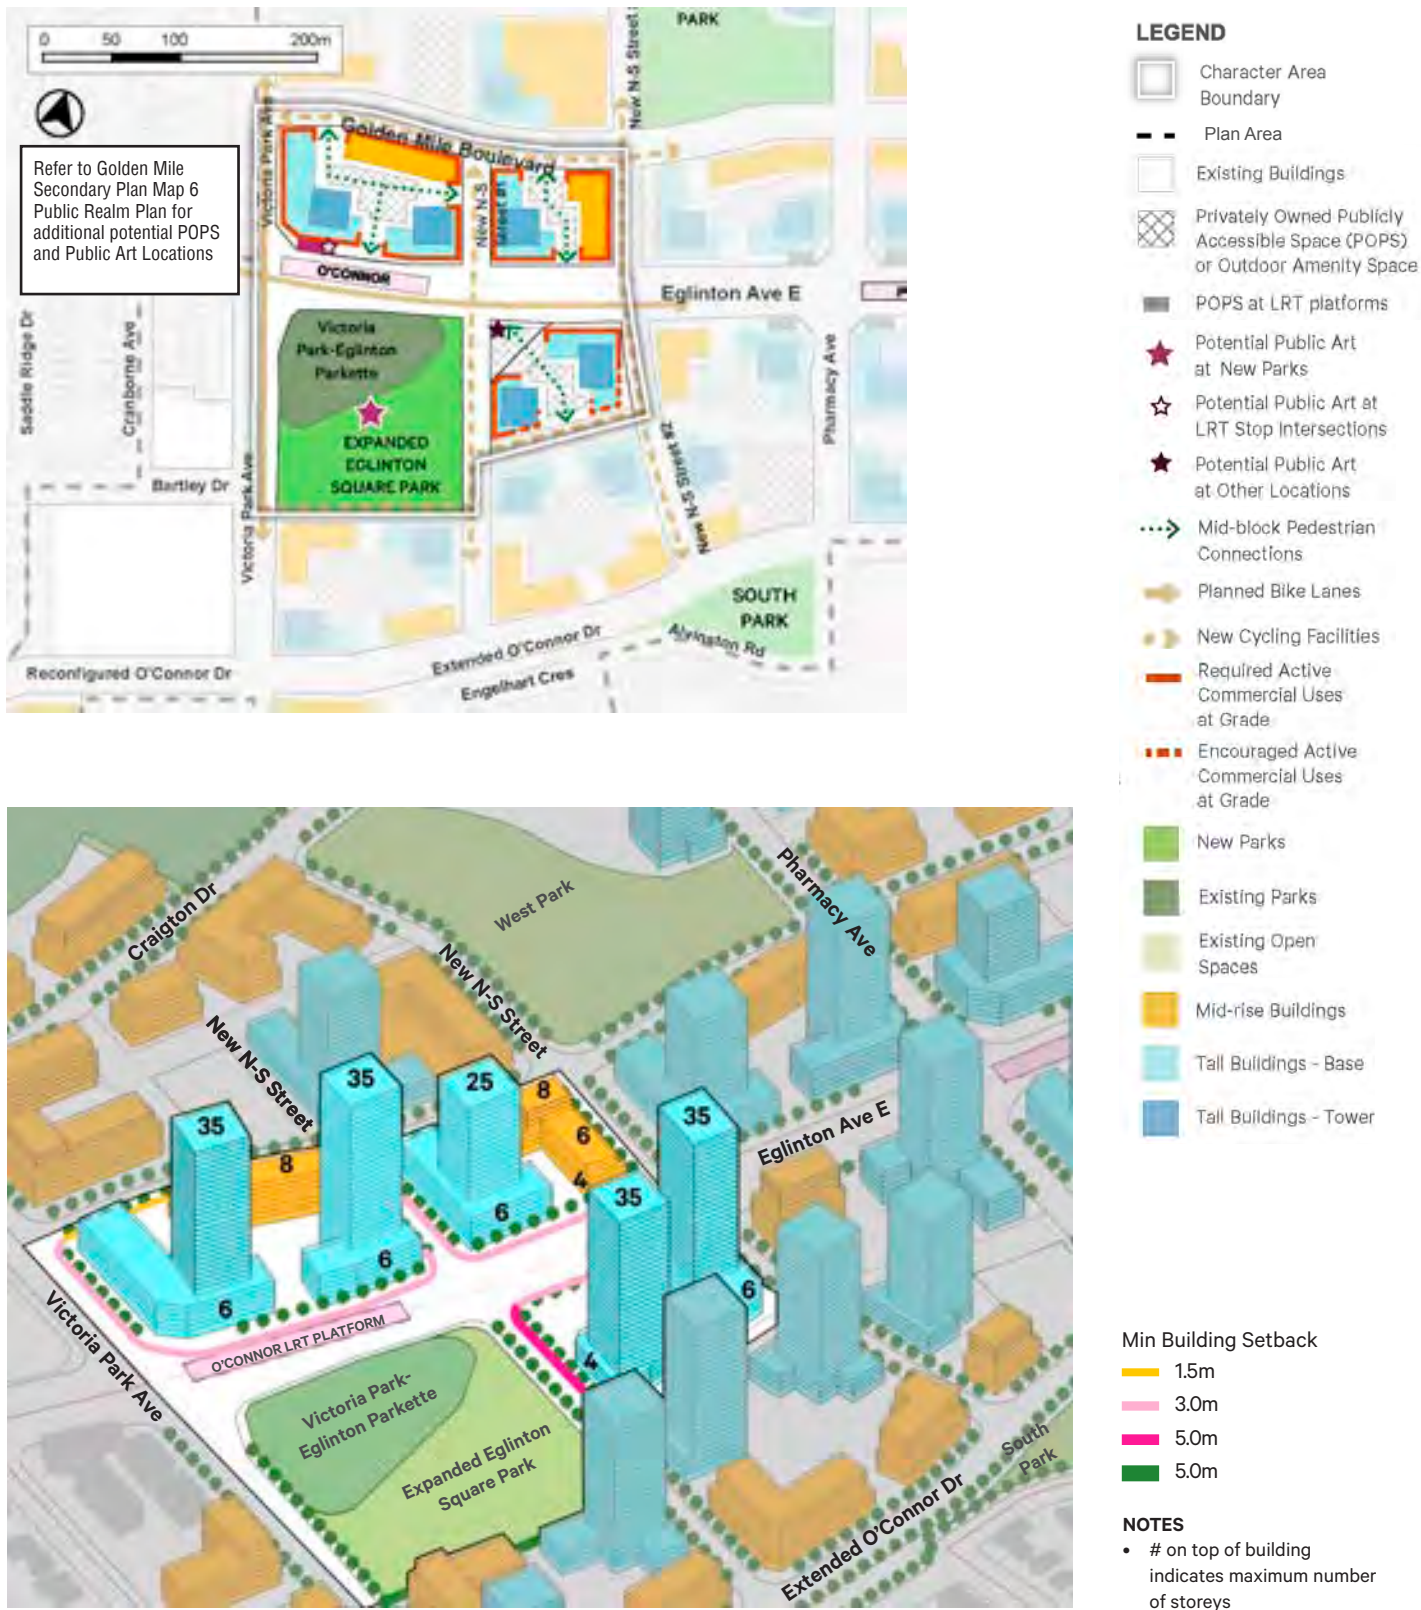 0
50
100
200m
PARK
New N-S Street
Refer to Golden Mile
Secondary Plan Map 6
Public Realm Plan for
additional potential POPS
and Public Art Locations
Victoria Park Ave
Golden Mile Boulevard
New N-S
Street #1
O'CONNOR
Eglinton Ave E
Victoria
Park-Eglinton
Parkette
EXPANDED
EGLINTON
SQUARE PARK
Saddle Ridge Dr
Cranborne Ave
Bartley Dr
Victoria Park Ave
New N-S Street #2
Pharmacy Ave
SOUTH
PARK
Alvinston Rd
Extended O'Connor Dr
Engelhart Cres
Reconfigured O'Connor Dr
LEGEND
Character Area
Boundary
Plan Area
Existing Buildings
Privately Owned Publicly
Accessible Space (POPS)
or Outdoor Amenity Space
POPS at LRT platforms
Potential Public Art
at New Parks
Potential Public Art at
LRT Stop Intersections
Potential Public Art
at Other Locations
Mid-block Pedestrian
Connections
Planned Bike Lanes
New Cycling Facilities
Required Active
Commercial Uses
at Grade
Encouraged Active
Commercial Uses
at Grade
New Parks
Existing Parks
Existing Open
Spaces
Mid-rise Buildings
Tall Buildings - Base
Tall Buildings - Tower
Craigton Dr
West Park
Pharmacy Ave
New N-S Street
New N-S Street
35
25
8
35
35
6
8
4
35
6
6
6
6
4
Eglinton Ave E
O'CONNOR LRT PLATFORM
Victoria Park Ave
Victoria Park-
Eglinton Parkette
Expanded Eglinton
Square Park
South
Park
Extended O'Connor Dr
Min Building Setback
1.5m
3.0m
5.0m
5.0m
NOTES
• # on top of building
indicates maximum number
of storeys